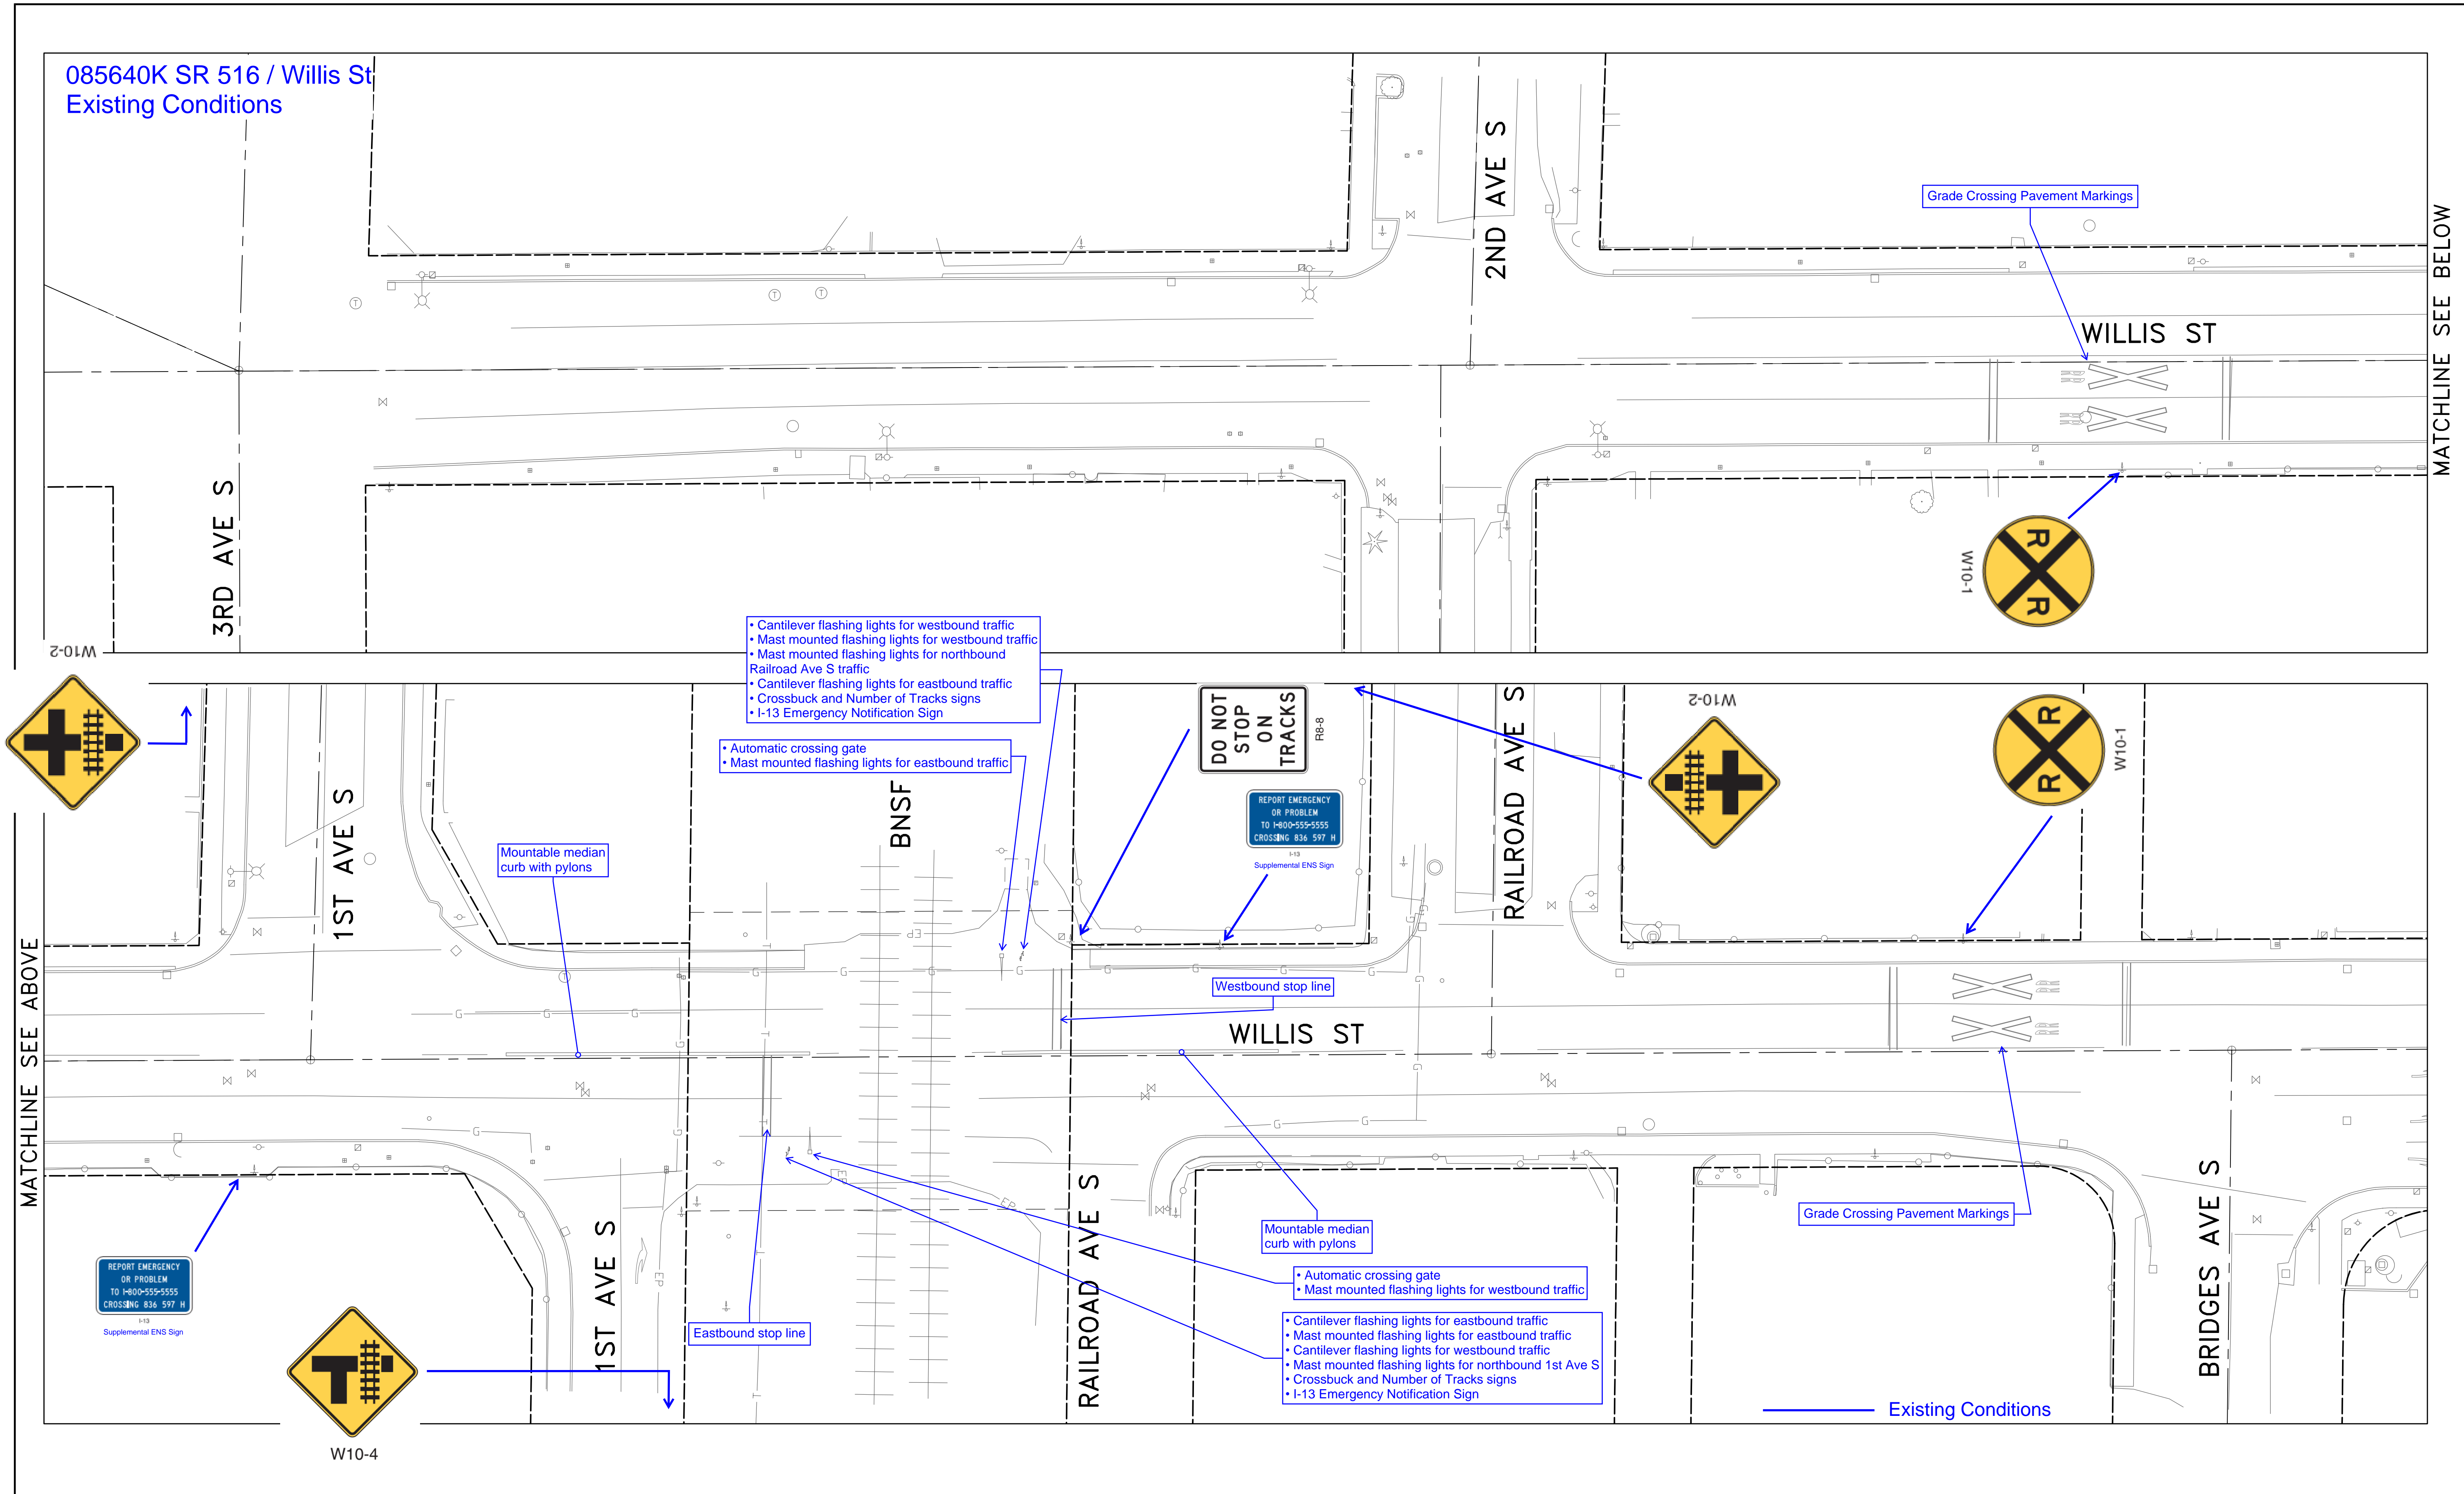 085640K SR 516 / Willis St
Existing Conditions
2ND AVE S
Grade Crossing Pavement Markings
WILLIS ST
MATCHLINE SEE BELOW
3RD AVE S
R R
W10-1
W10-2
• Cantilever flashing lights for westbound traffic
• Mast mounted flashing lights for westbound traffic
• Mast mounted flashing lights for northbound
Railroad Ave S traffic
• Cantilever flashing lights for eastbound traffic
• Crossbuck and Number of Tracks signs
• I-13 Emergency Notification Sign
• Automatic crossing gate
• Mast mounted flashing lights for eastbound traffic
DO NOT
STOP
ON
TRACKS
R8-8
REPORT EMERGENCY
OR PROBLEM
TO 1-800-555-5555
CROSSING 836 597 H
I-13
Supplemental ENS Sign
RAILROAD AVE S
W10-2
R R
W10-1
1ST AVE S
BNSF
Mountable median
curb with pylons
Westbound stop line
WILLIS ST
MATCHLINE SEE ABOVE
REPORT EMERGENCY
OR PROBLEM
TO 1-800-555-5555
CROSSING 836 597 H
I-13
Supplemental ENS Sign
W10-4
1ST AVE S
Eastbound stop line
RAILROAD AVE S
Mountable median
curb with pylons
• Automatic crossing gate
• Mast mounted flashing lights for westbound traffic
• Cantilever flashing lights for eastbound traffic
• Mast mounted flashing lights for eastbound traffic
• Cantilever flashing lights for westbound traffic
• Mast mounted flashing lights for northbound 1st Ave S
• Crossbuck and Number of Tracks signs
• I-13 Emergency Notification Sign
Grade Crossing Pavement Markings
BRIDGES AVE S
Existing Conditions